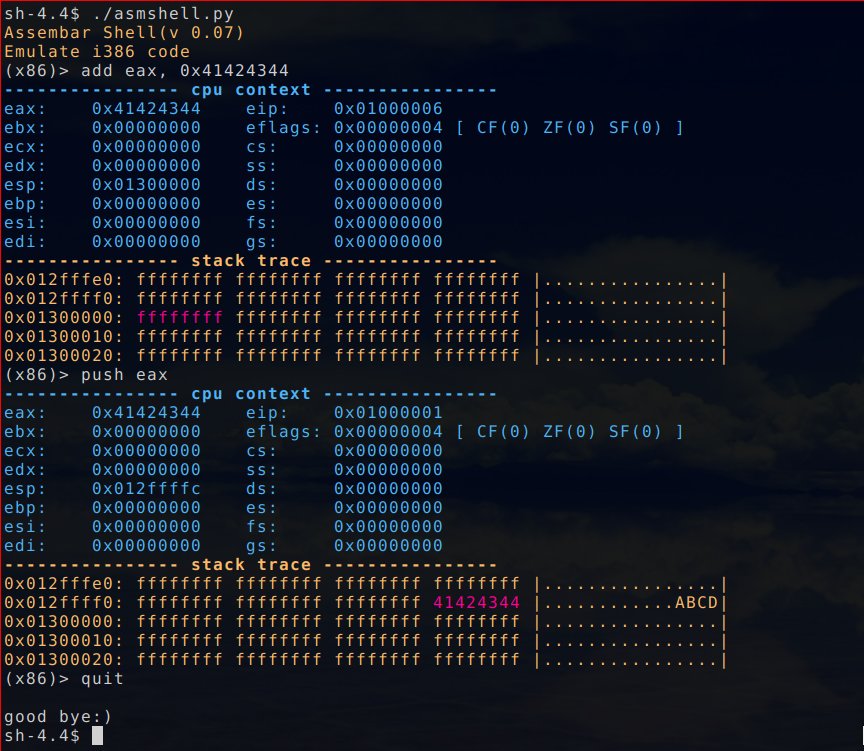 sh-4.4$ ./asmshell.py
Assembar Shell(v 0.07)
Emulate i386 code
(x86)> add eax, 0x41424344
---------------- cpu context ----------------
eax:    0x41424344    eip:    0x01000006
ebx:    0x00000000    eflags: 0x00000004 [ CF(0) ZF(0) SF(0) ]
ecx:    0x00000000    cs:     0x00000000
edx:    0x00000000    ss:     0x00000000
esp:    0x01300000    ds:     0x00000000
ebp:    0x00000000    es:     0x00000000
esi:    0x00000000    fs:     0x00000000
edi:    0x00000000    gs:     0x00000000
---------------- stack trace ----------------
0x012fffe0: ffffffff ffffffff ffffffff ffffffff |................|
0x012ffff0: ffffffff ffffffff ffffffff ffffffff |................|
0x01300000: ffffffff ffffffff ffffffff ffffffff |................|
0x01300010: ffffffff ffffffff ffffffff ffffffff |................|
0x01300020: ffffffff ffffffff ffffffff ffffffff |................|
(x86)> push eax
---------------- cpu context ----------------
eax:    0x41424344    eip:    0x01000001
ebx:    0x00000000    eflags: 0x00000004 [ CF(0) ZF(0) SF(0) ]
ecx:    0x00000000    cs:     0x00000000
edx:    0x00000000    ss:     0x00000000
esp:    0x012ffffc    ds:     0x00000000
ebp:    0x00000000    es:     0x00000000
esi:    0x00000000    fs:     0x00000000
edi:    0x00000000    gs:     0x00000000
---------------- stack trace ----------------
0x012fffe0: ffffffff ffffffff ffffffff ffffffff |................|
0x012ffff0: ffffffff ffffffff ffffffff 41424344 |............ABCD|
0x01300000: ffffffff ffffffff ffffffff ffffffff |................|
0x01300010: ffffffff ffffffff ffffffff ffffffff |................|
0x01300020: ffffffff ffffffff ffffffff ffffffff |................|
(x86)> quit
good bye:)
sh-4.4$